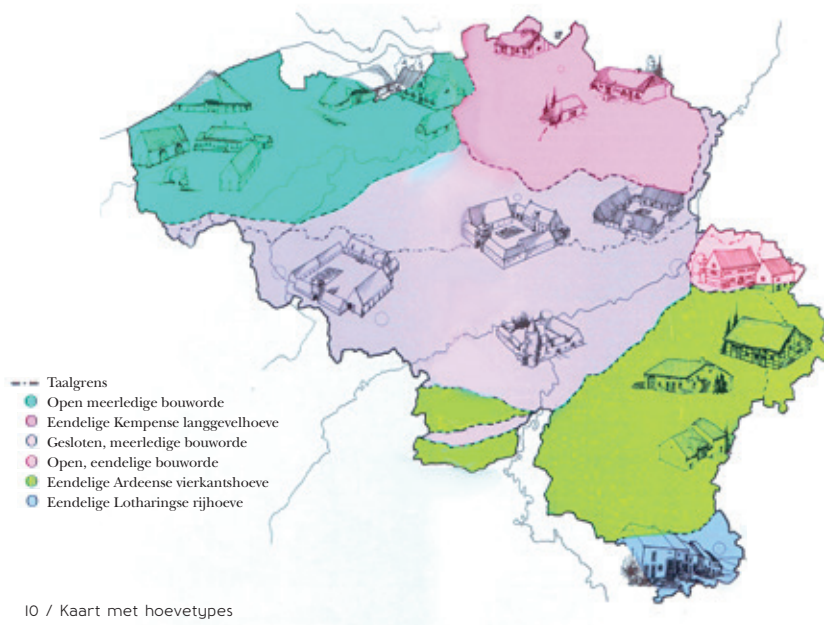 Taalgrens
Open meerledige bouworde
Eendelige Kempense langgevelhoeve
Gesloten, meerledige bouworde
Open, eendelige bouworde
Eendelige Ardeense vierkantshoeve
Eendelige Lotharingse rijhoeve
10 / Kaart met hoevetypes